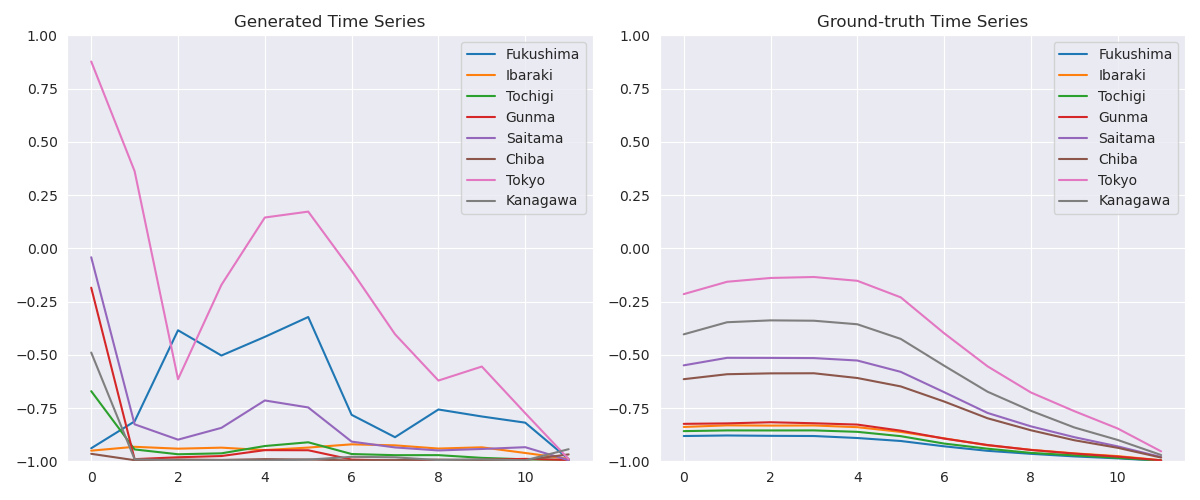 Generated Time Series
1.00
0.75
0.50
0.25
0.00
−0.25
−0.50
−0.75
−1.00
0 2 4 6 8 10
Fukushima
Ibaraki
Tochigi
Gunma
Saitama
Chiba
Tokyo
Kanagawa
Ground-truth Time Series
1.00
0.75
0.50
0.25
0.00
−0.25
−0.50
−0.75
−1.00
0 2 4 6 8 10
Fukushima
Ibaraki
Tochigi
Gunma
Saitama
Chiba
Tokyo
Kanagawa